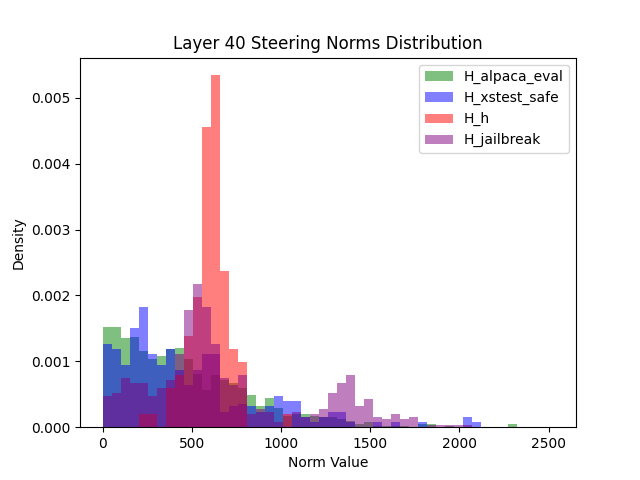 Layer 40 Steering Norms Distribution
H_alpaca_eval
H_xstest_safe
H_h
H_jailbreak
0.005
0.004
0.003
0.002
0.001
0.000
Density
0
500
1000
1500
2000
2500
Norm Value